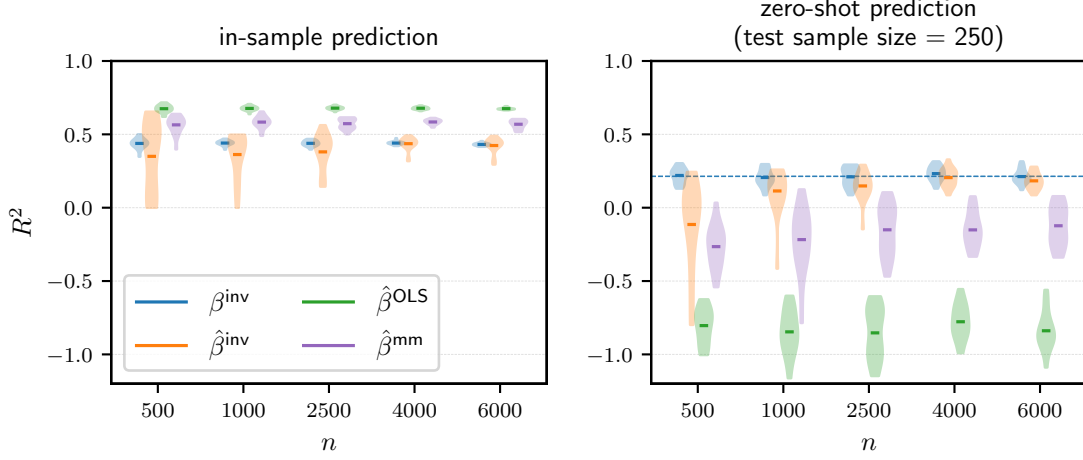 in-sample prediction
1.0
0.5
0.0
−0.5
−1.0
R²
β^inv
β̂^inv
β̂^OLS
β̂^mm
500 1000 2500 4000 6000
n
zero-shot prediction
(test sample size = 250)
1.0
0.5
0.0
−0.5
−1.0
500 1000 2500 4000 6000
n